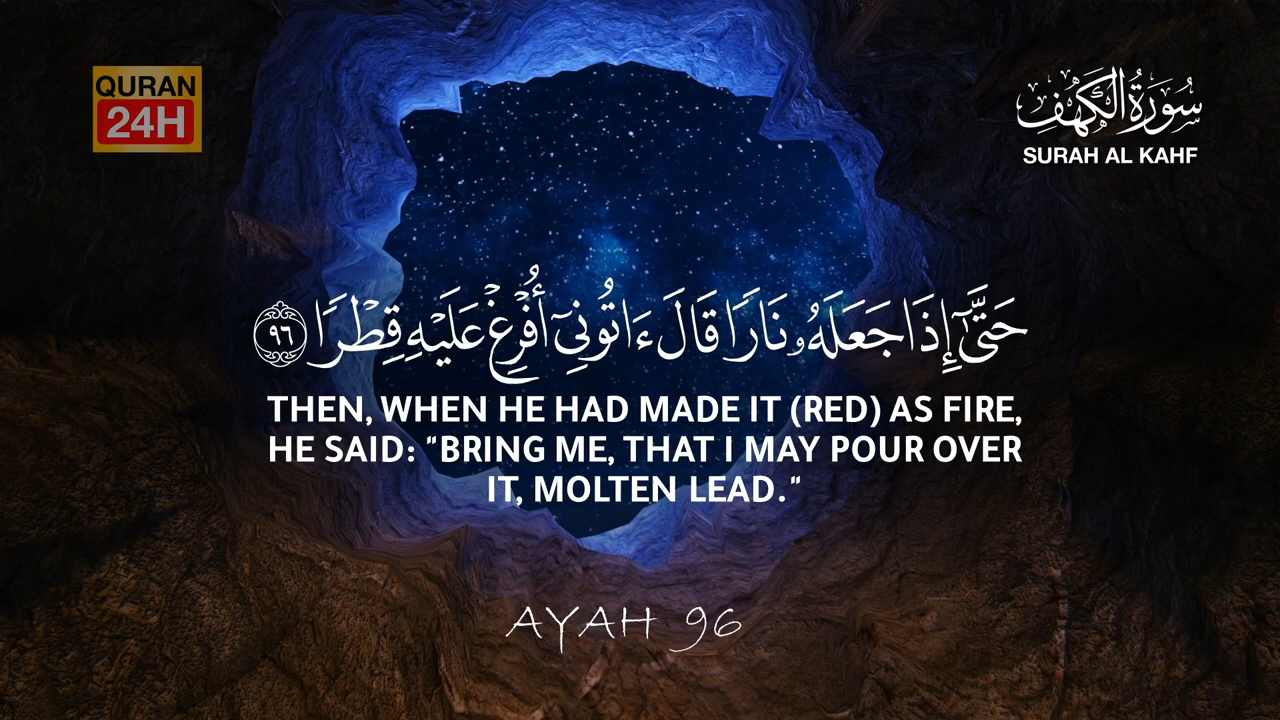 QURAN
24H
سُورَةُ الكَهْفِ
SURAH AL KAHF
حَتَّىٰٓ إِذَا جَعَلَهُۥ نَارًۭا قَالَ ءَاتُونِىٓ أُفْرِغْ عَلَيْهِ قِطْرًۭا ٩٦
THEN, WHEN HE HAD MADE IT (RED) AS FIRE,
HE SAID: "BRING ME, THAT I MAY POUR OVER
IT, MOLTEN LEAD."
AYAH 96